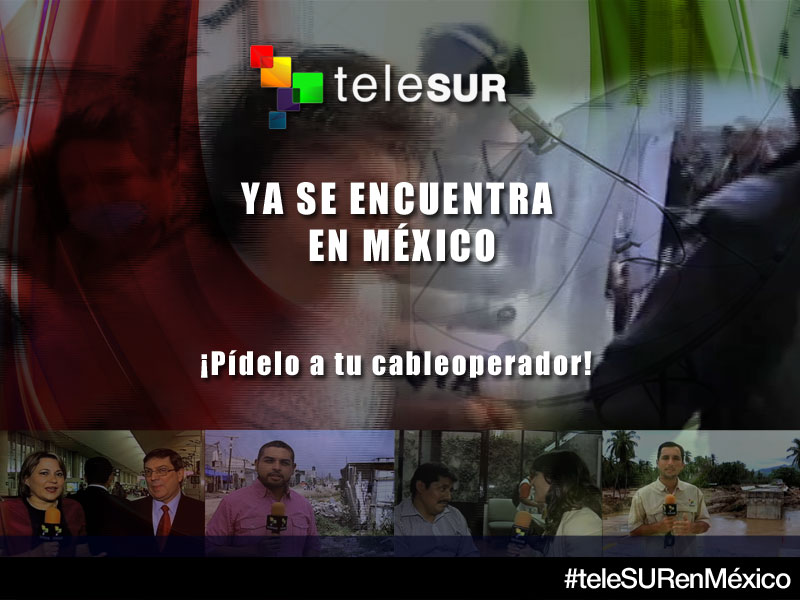 teleSUR
YA SE ENCUENTRA
EN MÉXICO
¡Pídelo a tu cableoperador!
#teleSURenMéxico